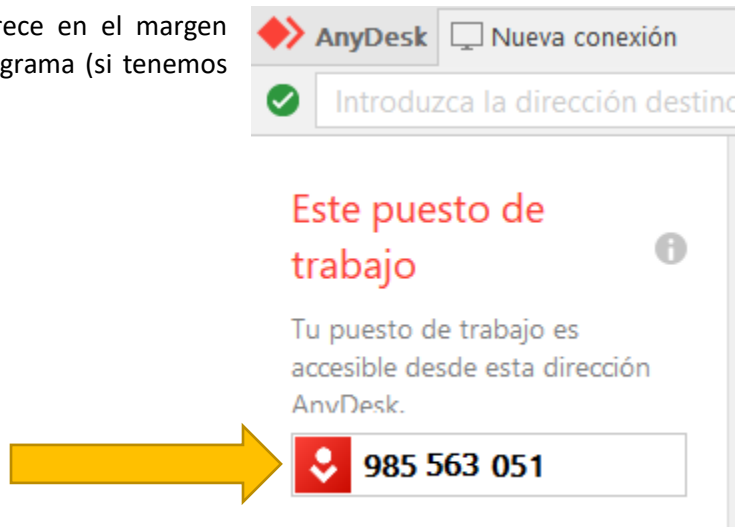 rece en el margen
grama (si tenemos
AnyDesk Nueva conexión
Introduzca la dirección destino
Este puesto de
trabajo
Tu puesto de trabajo es
accesible desde esta dirección
AnyDesk.
985 563 051